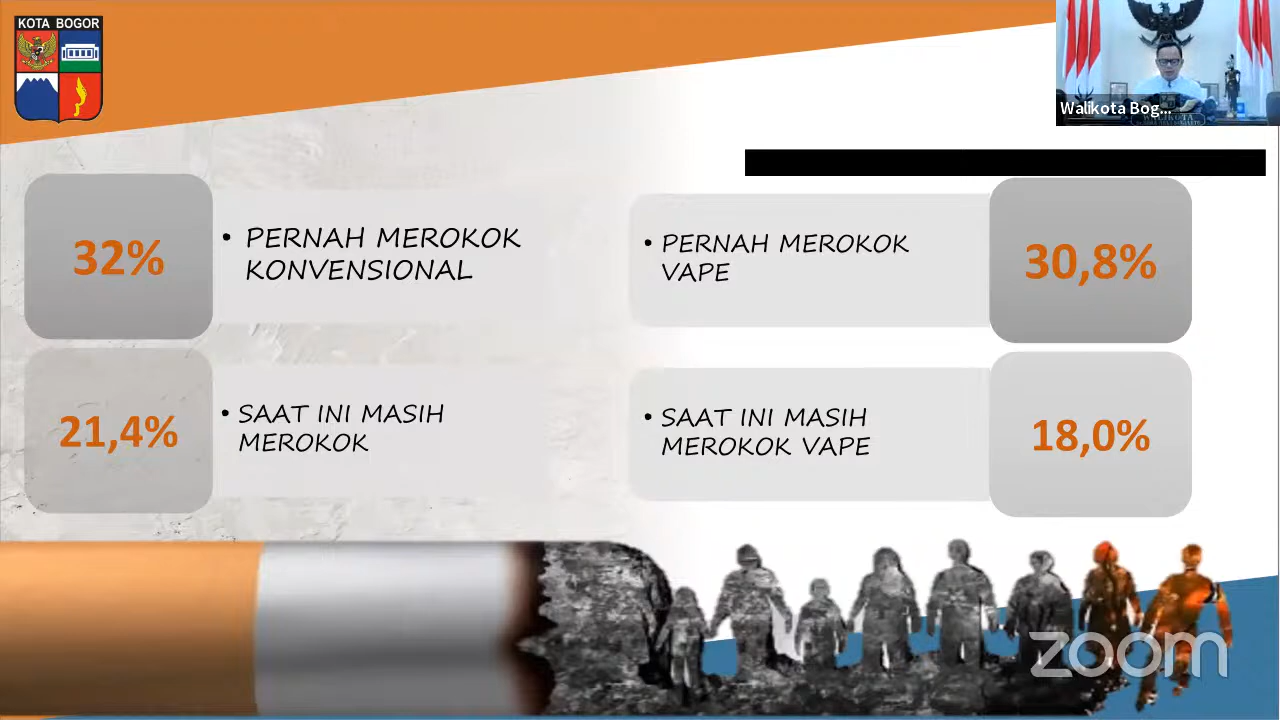 KOTA BOGOR
Walikota Bog...
WALIKOTA
32%
• PERNAH MEROKOK
KONVENSIONAL
• PERNAH MEROKOK
VAPE
30,8%
21,4%
• SAAT INI MASIH
MEROKOK
• SAAT INI MASIH
MEROKOK VAPE
18,0%
zoom